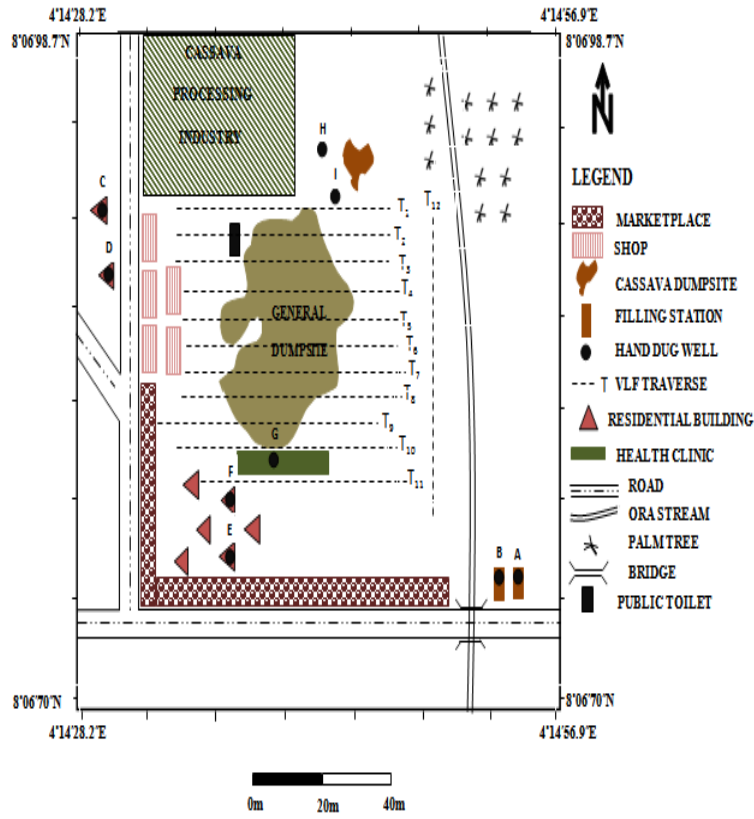 4°14′28.2″E
4°14′56.9″E
8°06′98.7″N
8°06′98.7″N
CASSAVA
PROCESSING
INDUSTRY
H
I
N
C
D
T1
T12
T2
T3
T4
T5
T6
T7
T8
T9
T10
T11
GENERAL
DUMPSITE
G
F
E
B
A
LEGEND
MARKETPLACE
SHOP
CASSAVA DUMPSITE
FILLING STATION
HAND DUG WELL
T VLF TRAVERSE
RESIDENTIAL BUILDING
HEALTH CLINIC
ROAD
ORA STREAM
PALM TREE
BRIDGE
PUBLIC TOILET
8°06′70″N
8°06′70″N
4°14′28.2″E
4°14′56.9″E
0m 20m 40m